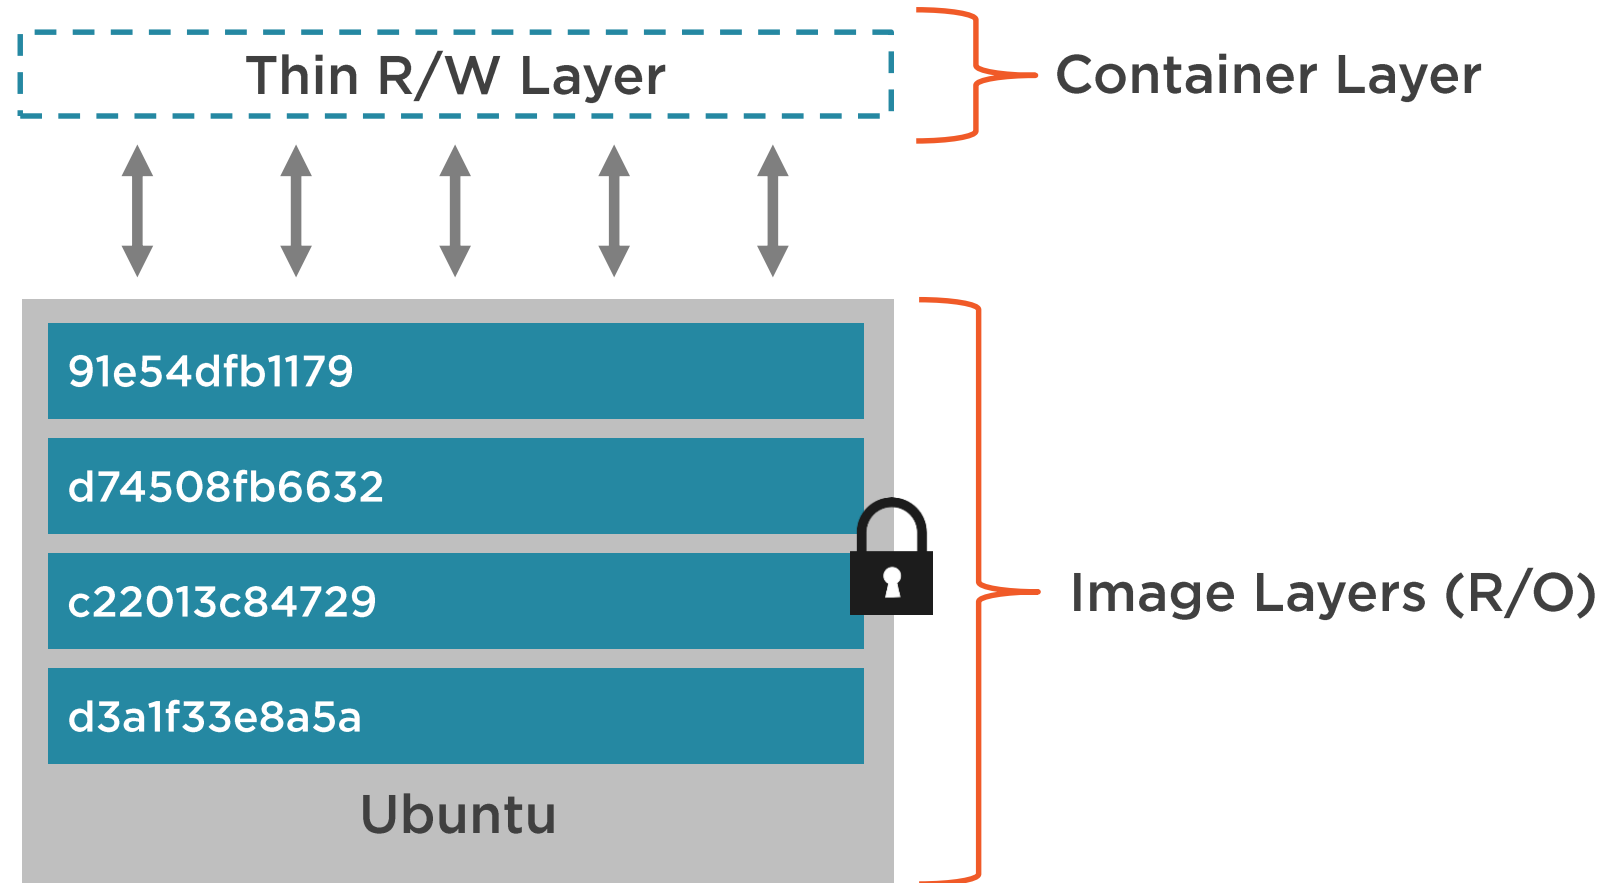 Thin R/W Layer
Container Layer
91e54dfb1179
d74508fb6632
c22013c84729
d3a1f33e8a5a
Ubuntu
Image Layers (R/O)